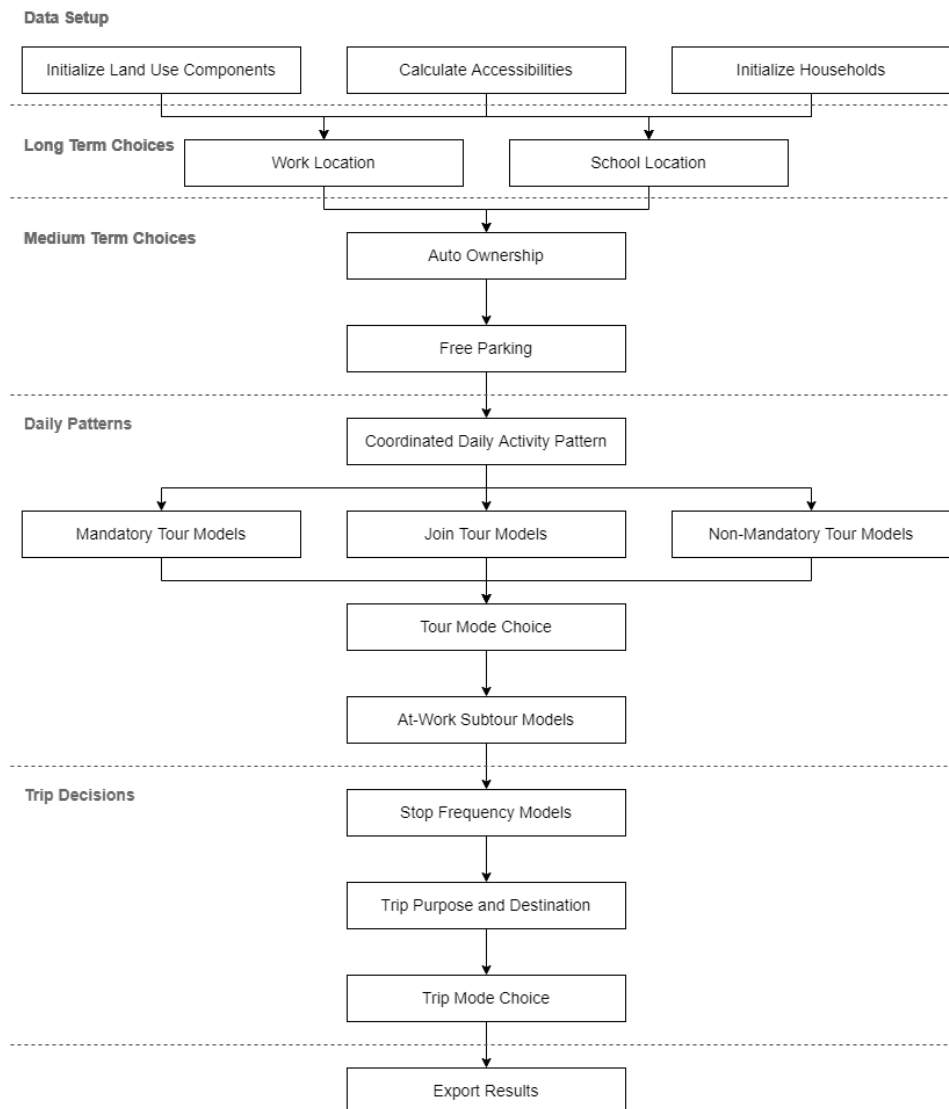 Data Setup
Initialize Land Use Components
Calculate Accessibilities
Initialize Households
Long Term Choices
Work Location
School Location
Medium Term Choices
Auto Ownership
Free Parking
Daily Patterns
Coordinated Daily Activity Pattern
Mandatory Tour Models
Join Tour Models
Non-Mandatory Tour Models
Tour Mode Choice
At-Work Subtour Models
Trip Decisions
Stop Frequency Models
Trip Purpose and Destination
Trip Mode Choice
Export Results